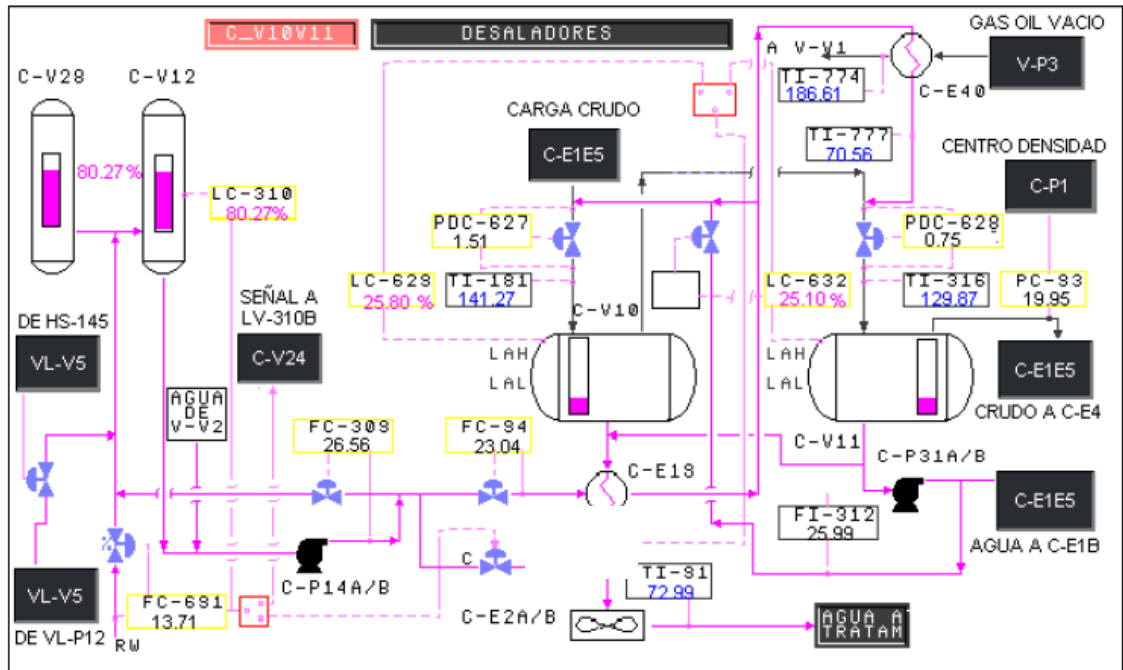 C_V10V11
DESALADORES
GAS OIL VACIO
A V-V1
V-P3
C-V28
C-V12
TI-774
186.61
C-E40
CARGA CRUDO
C-E1E5
TI-777
70.56
CENTRO DENSIDAD
C-P1
80.27%
LC-310
80.27%
PDC-627
1.51
PDC-628
0.75
LC-629
25.80 %
TI-181
141.27
LC-632
25.10%
TI-316
129.87
PC-93
19.95
SEÑAL A
LV-310B
C-V10
DE HS-145
VL-V5
C-V24
LAH
LAL
LAH
LAL
C-E1E5
CRUDO A C-E4
AGUA
DE
V-V2
FC-309
26.56
FC-94
23.04
C-V11
C-P31A/B
C-E18
C-E1E5
FI-312
25.99
AGUA A C-E1B
C
C-P14A/B
VL-V5
DE VL-P12
FC-691
13.71
RW
TI-91
72.99
C-E2A/B
AGUA A
TRATAM